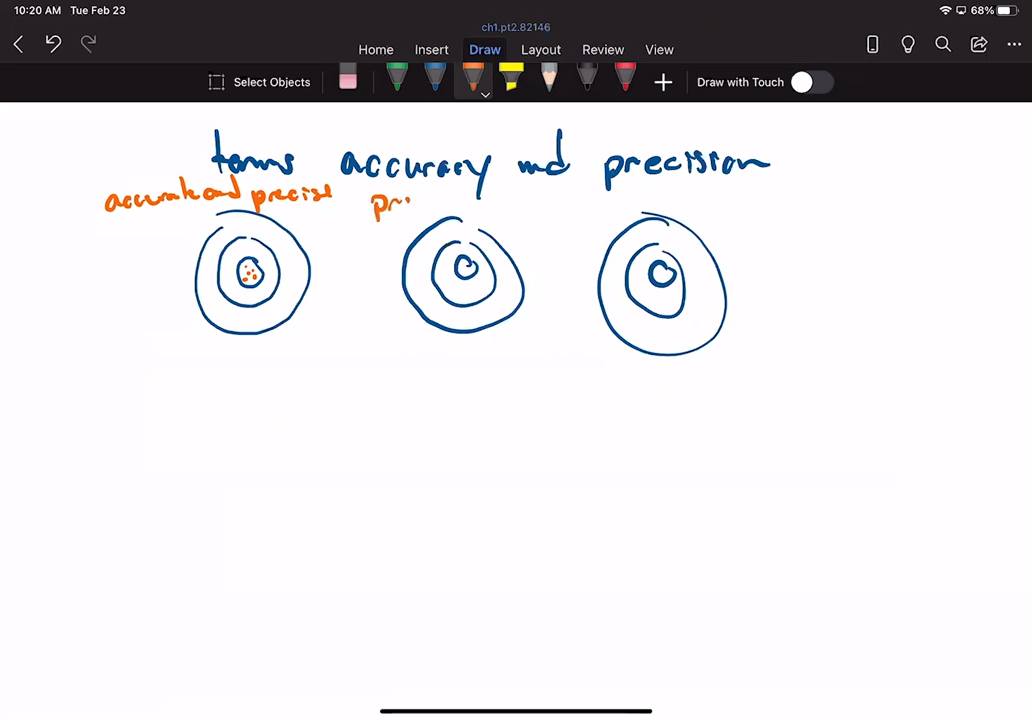 10:20 AM Tue Feb 23 68%
ch1.pt2.82146
Home Insert Draw Layout Review View
Select Objects Draw with Touch
terms accuracy and precision
accurate and precise pr